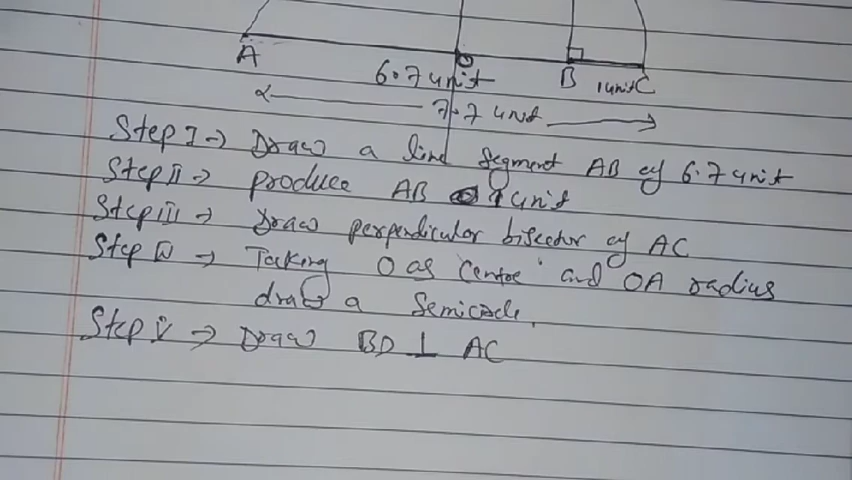 A 6.7 unit B 1unit C
7.7 unit
Step I → Draw a line segment AB of 6.7 unit
Step II → produce AB 1 unit
Step III → Draw perpendicular bisector of AC
Step IV → Taking O as centre and OA radius
draw a Semicircle.
Step V → Draw BD ⊥ AC